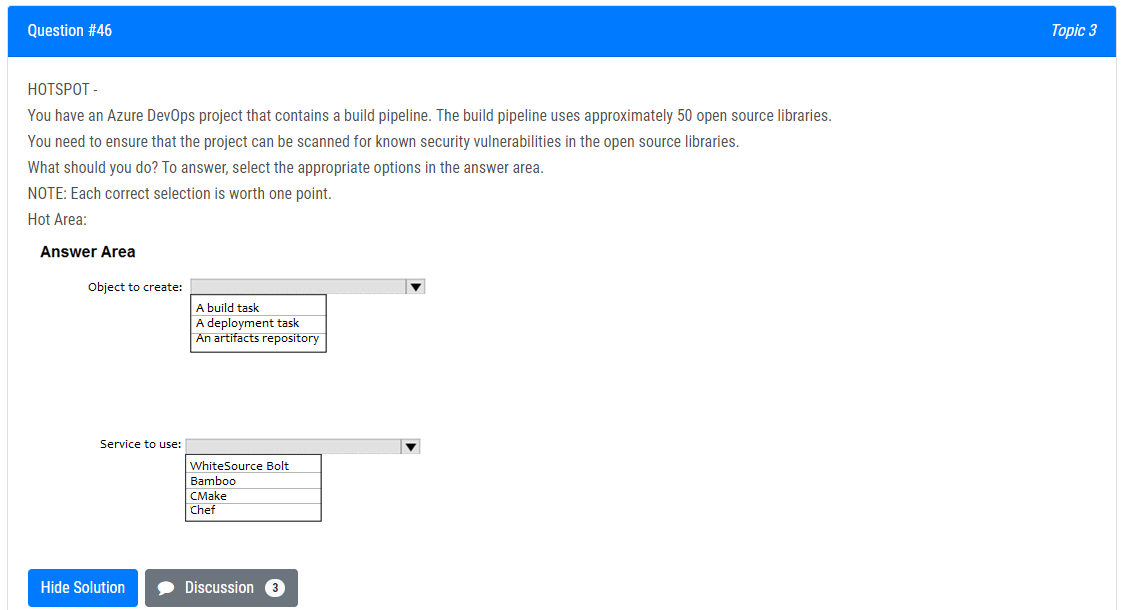 Question #46
Topic 3
HOTSPOT -
You have an Azure DevOps project that contains a build pipeline. The build pipeline uses approximately 50 open source libraries.
You need to ensure that the project can be scanned for known security vulnerabilities in the open source libraries.
What should you do? To answer, select the appropriate options in the answer area.
NOTE: Each correct selection is worth one point.
Hot Area:
Answer Area
Object to create:
A build task
A deployment task
An artifacts repository
Service to use:
WhiteSource Bolt
Bamboo
CMake
Chef
Hide Solution
Discussion 3